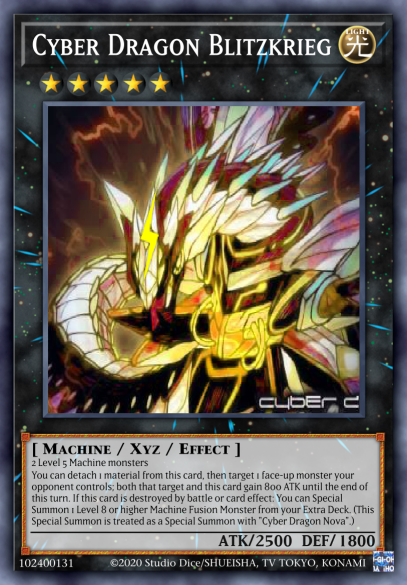 CYBER DRAGON BLITZKRIEG
LIGHT
光
CYBER D
[ MACHINE / XYZ / EFFECT ]
2 Level 5 Machine monsters
You can detach 1 material from this card, then target 1 face-up monster your
opponent controls; both that target and this card gain 800 ATK until the end of
this turn. If this card is destroyed by battle or card effect: You can Special
Summon 1 Level 8 or higher Machine Fusion Monster from your Extra Deck. (This
Special Summon is treated as a Special Summon with "Cyber Dragon Nova".)
ATK/2500 DEF/1800
102400131 ©2020 Studio Dice/SHUEISHA, TV TOKYO, KONAMI